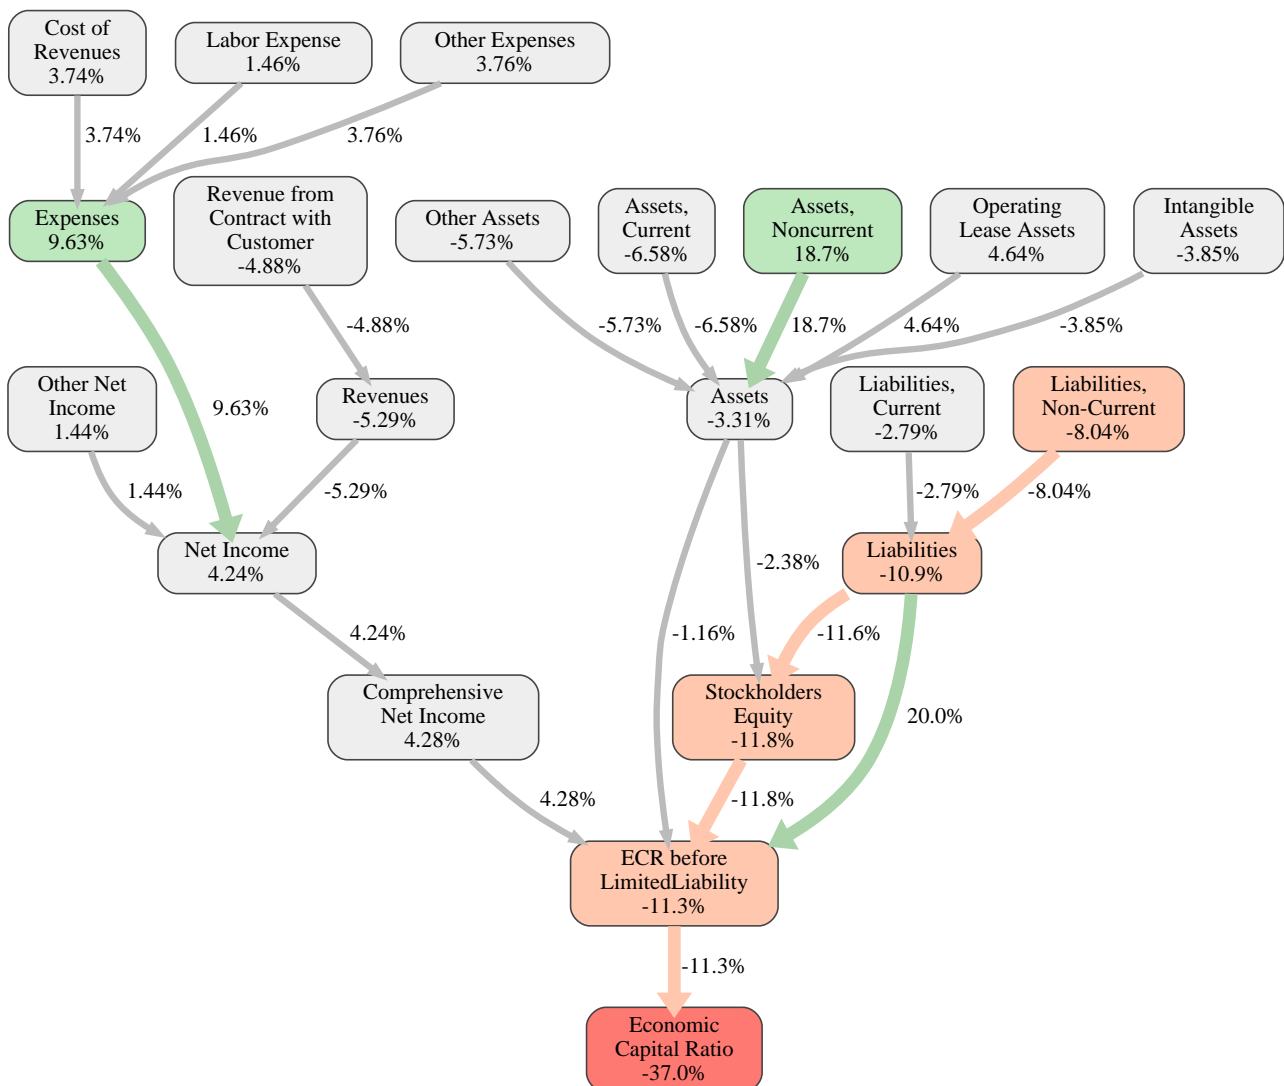 Cost of
Revenues
3.74%
Labor Expense
1.46%
Other Expenses
3.76%
3.74%
1.46%
3.76%
Expenses
9.63%
Revenue from
Contract with
Customer
-4.88%
Other Assets
-5.73%
Assets,
Current
-6.58%
Assets,
Noncurrent
18.7%
Operating
Lease Assets
4.64%
Intangible
Assets
-3.85%
-4.88%
-5.73%
-6.58%
18.7%
4.64%
-3.85%
Other Net
Income
1.44%
9.63%
Revenues
-5.29%
Assets
-3.31%
Liabilities,
Current
-2.79%
Liabilities,
Non-Current
-8.04%
1.44%
-5.29%
-2.79%
-8.04%
Net Income
4.24%
-2.38%
Liabilities
-10.9%
4.24%
-1.16%
-11.6%
Comprehensive
Net Income
4.28%
Stockholders
Equity
-11.8%
20.0%
4.28%
-11.8%
ECR before
LimitedLiability
-11.3%
-11.3%
Economic
Capital Ratio
-37.0%